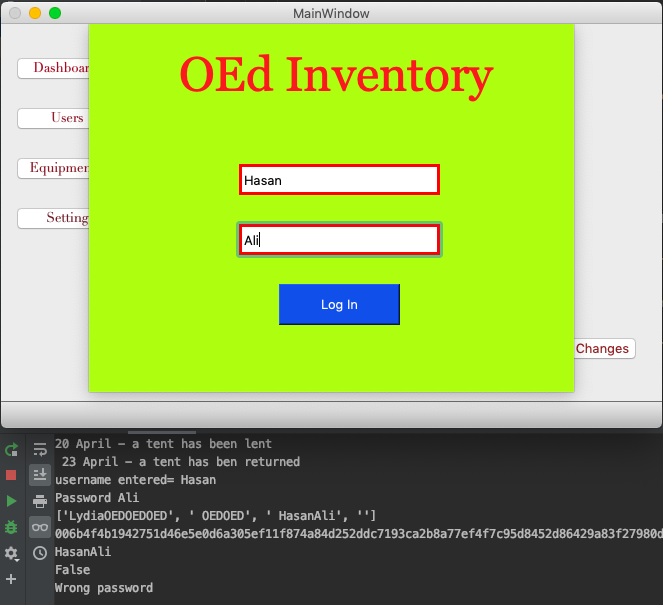 MainWindow
OEd Inventory
Dashboar
Users
Equipmen
Setting
Hasan
Ali
Log In
Changes
20 April - a tent has been lent
23 April - a tent has ben returned
username entered= Hasan
Password Ali
['LydiaOEDOEDOED', ' OEDOED', ' HasanAli', '']
006b4f4b1942751d46e5e0d6a305ef11f874a84d252ddc7193ca2b8a77ef4f7c95d8452d86429a83f27980d
HasanAli
False
Wrong password